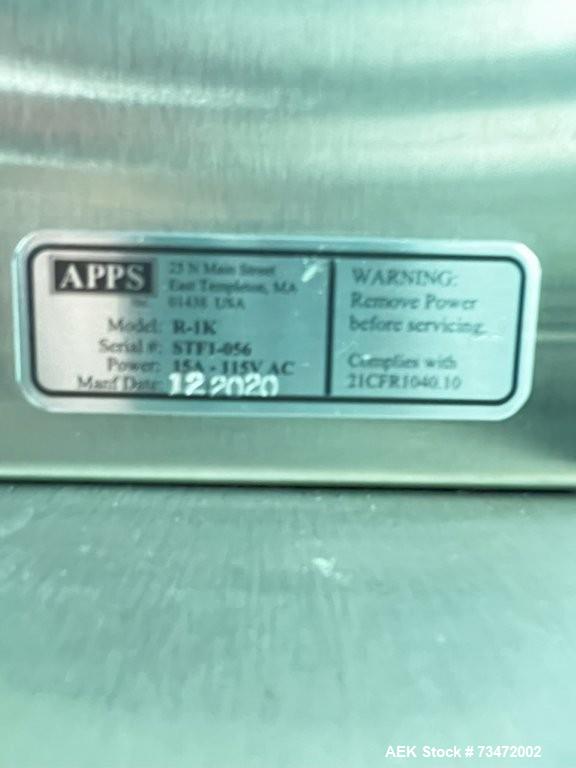 APPS
Inc.
25 N Main Street
East Templeton, MA
01438 USA
Model: R-1K
Serial #: STF1-056
Power: 15A - 115V AC
Manf Date: 12 2020
WARNING:
Remove Power
before servicing.
Complies with
21CFR1040.10
AEK Stock # 73472002